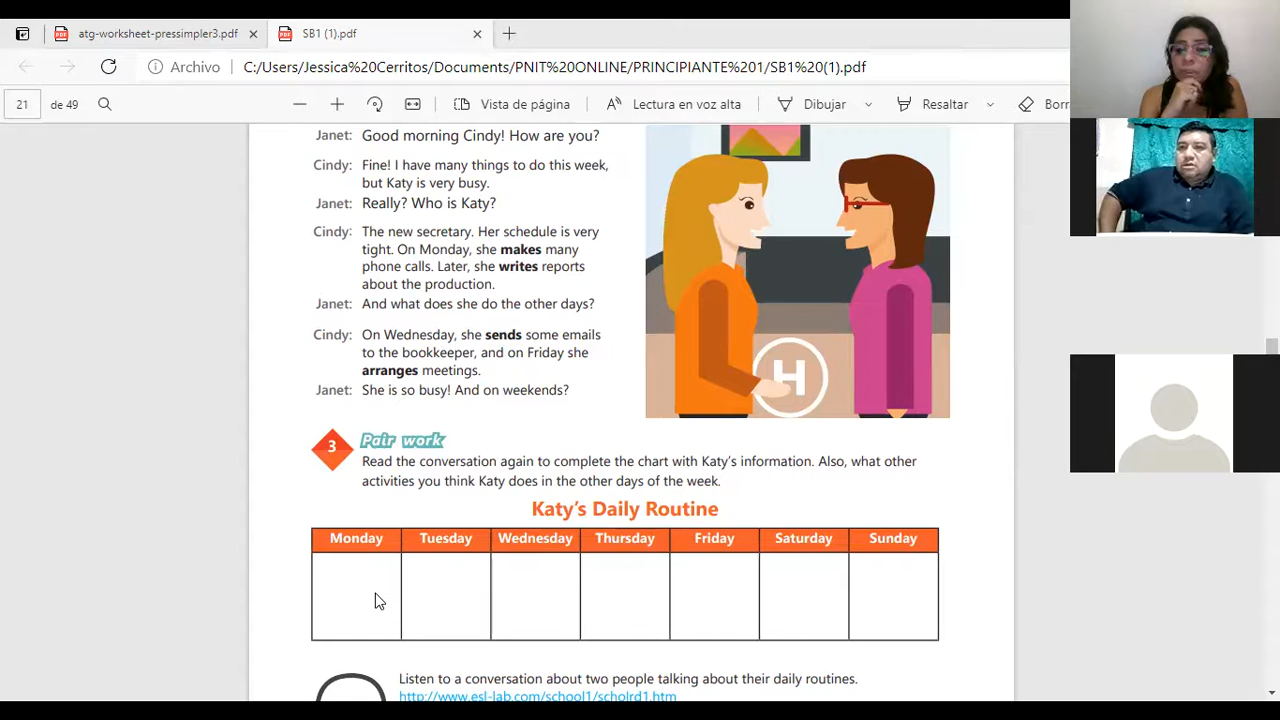 atg-worksheet-pressimpler3.pdf
SB1 (1).pdf
Archivo
C:/Users/Jessica%20Cerritos/Documents/PNIT%20ONLINE/PRINCIPIANTE%201/SB1%20(1).pdf
21
de 49
Vista de página
Lectura en voz alta
Dibujar
Resaltar
Janet: Good morning Cindy! How are you?
Cindy: Fine! I have many things to do this week,
but Katy is very busy.
Janet: Really? Who is Katy?
Cindy: The new secretary. Her schedule is very
tight. On Monday, she makes many
phone calls. Later, she writes reports
about the production.
Janet: And what does she do the other days?
Cindy: On Wednesday, she sends some emails
to the bookkeeper, and on Friday she
arranges meetings.
Janet: She is so busy! And on weekends?
H
3
Pair work
Read the conversation again to complete the chart with Katy's information. Also, what other
activities you think Katy does in the other days of the week.
Katy's Daily Routine
Monday Tuesday Wednesday Thursday Friday Saturday Sunday
Listen to a conversation about two people talking about their daily routines.
http://www.esl-lab.com/school1/scholrd1.htm